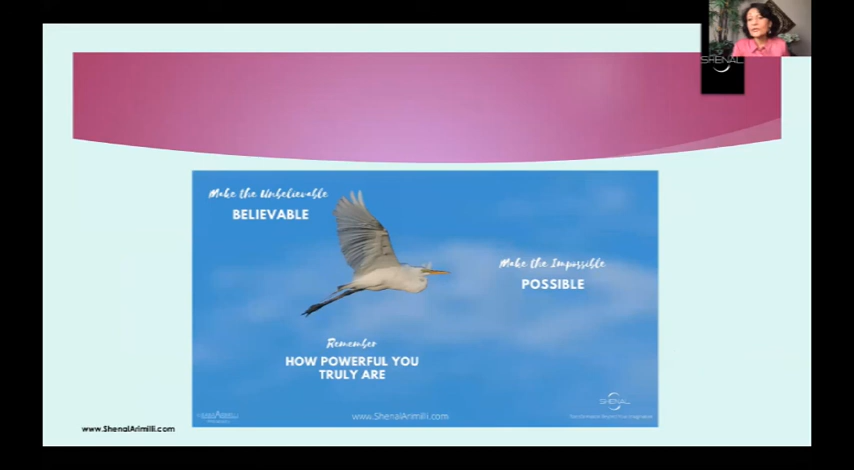 SHENAL
Make the Unbelievable
BELIEVABLE
Make the Impossible
POSSIBLE
Remember
HOW POWERFUL YOU
TRULY ARE
SHENAL
www.ShenalArimilli.com
www.ShenalArimilli.com